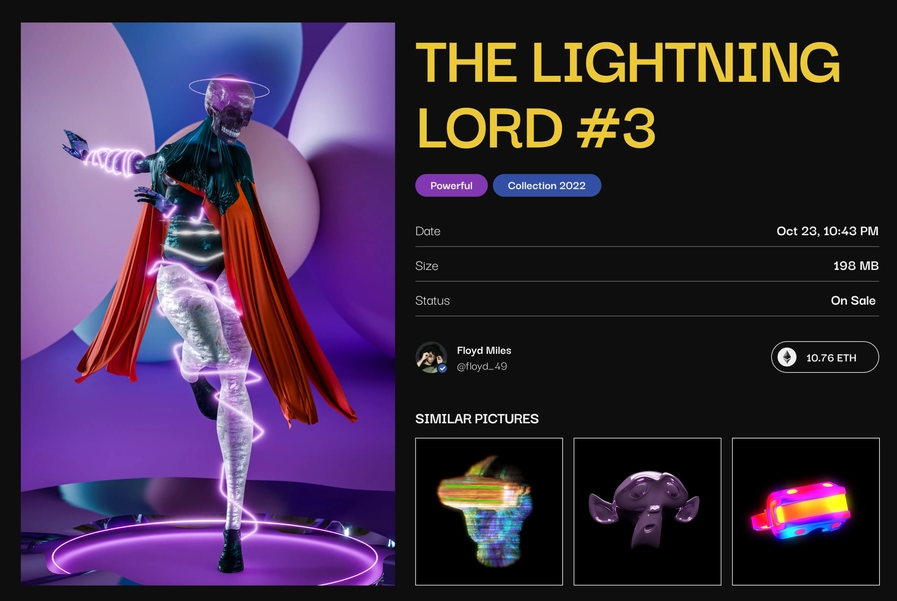 THE LIGHTNING
LORD #3
Powerful
Collection 2022
Date
Oct 23, 10:43 PM
Size
198 MB
Status
On Sale
Floyd Miles
@floyd_49
10.76 ETH
SIMILAR PICTURES